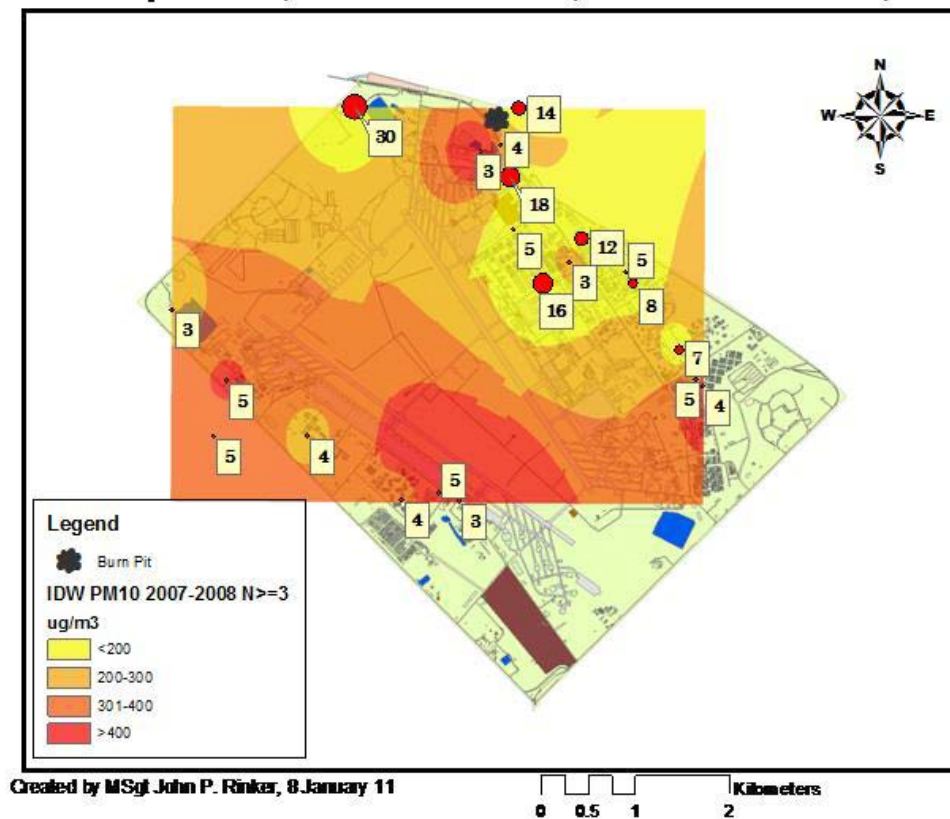 N
W E
S
30
14
4
3
18
5
12
5
3
16
8
3
7
5
4
5
5
4
5
4
3
Legend
Burn Pit
IDW PM10 2007-2008 N>=3
ug/m3
<200
200-300
301-400
>400
Created by MSgt John P. Rinker, 8 January 11
Kilometers
0 0.5 1 2